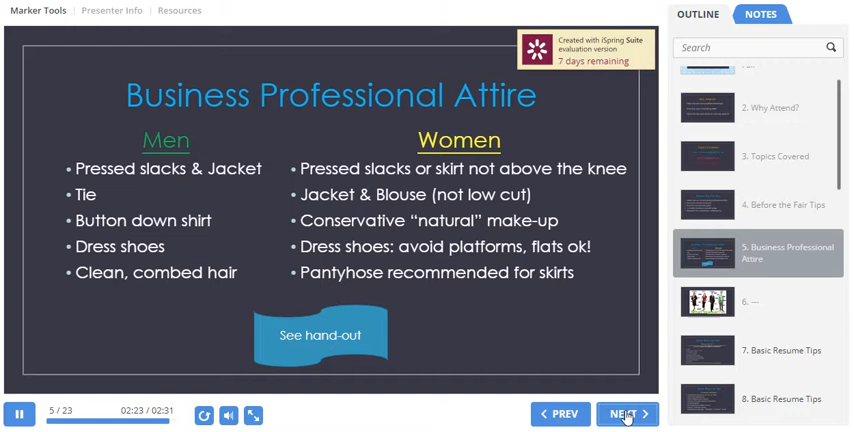 Marker Tools
Presenter Info
Resources
OUTLINE
NOTES
Created with iSpring Suite
evaluation version
7 days remaining
Business Professional Attire
Men
• Pressed slacks & Jacket
• Tie
• Button down shirt
• Dress shoes
• Clean, combed hair
Women
• Pressed slacks or skirt not above the knee
• Jacket & Blouse (not low cut)
• Conservative “natural” make-up
• Dress shoes: avoid platforms, flats ok!
• Pantyhose recommended for skirts
See hand-out
Search
2. Why Attend?
3. Topics Covered
4. Before the Fair Tips
5. Business Professional
Attire
6. ---
7. Basic Resume Tips
8. Basic Resume Tips
5 / 23
02:23 / 02:31
PREV
NEXT